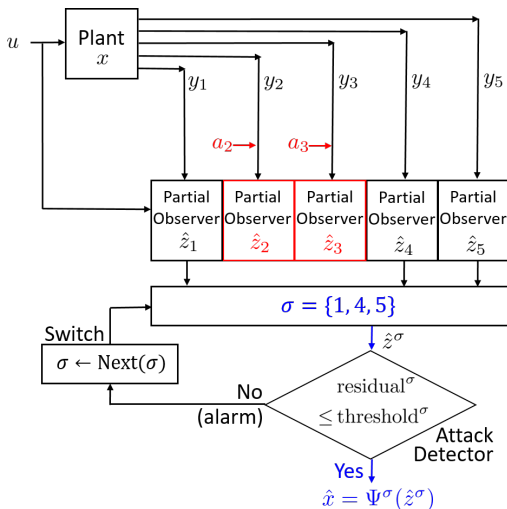 u
Plant
x
y₁ y₂ y₃ y₄ y₅
a₂ a₃
Partial Observer ẑ₁
Partial Observer ẑ₂
Partial Observer ẑ₃
Partial Observer ẑ₄
Partial Observer ẑ₅
σ = {1, 4, 5}
Switch
ẑ^σ
σ ← Next(σ)
No
(alarm)
residual^σ
≤ threshold^σ
Attack
Detector
Yes
x̂ = Ψ^σ(ẑ^σ)